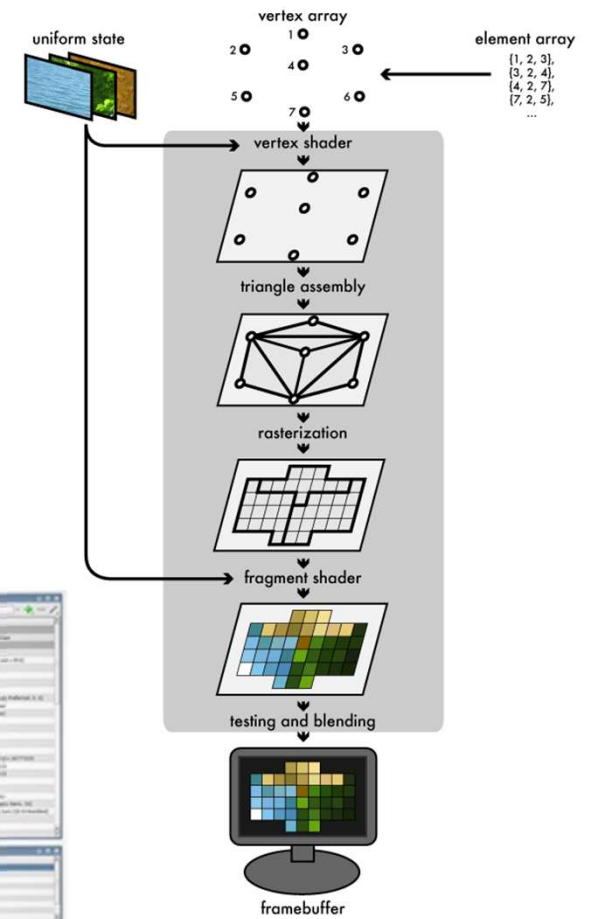 vertex array
uniform state
element array
1
2
3
4
5
6
7
{1, 2, 3},
{3, 2, 4},
{4, 2, 7},
{7, 2, 5},
...
vertex shader
triangle assembly
rasterization
fragment shader
testing and blending
framebuffer